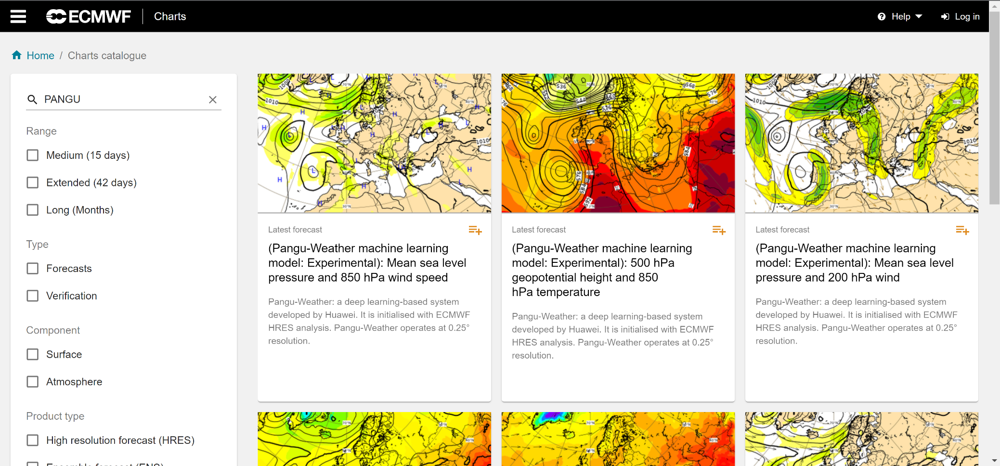 ECMWF
Charts
Help
Log in
Home / Charts catalogue
PANGU
Range
Medium (15 days)
Extended (42 days)
Long (Months)
Type
Forecasts
Verification
Component
Surface
Atmosphere
Product type
High resolution forecast (HRES)
Ensemble forecast (ENS)
Latest forecast
(Pangu-Weather machine learning
model: Experimental): Mean sea level
pressure and 850 hPa wind speed
Pangu-Weather: a deep learning-based system
developed by Huawei. It is initialised with ECMWF
HRES analysis. Pangu-Weather operates at 0.25°
resolution.
Latest forecast
(Pangu-Weather machine learning
model: Experimental): 500 hPa
geopotential height and 850
hPa temperature
Pangu-Weather: a deep learning-based system
developed by Huawei. It is initialised with ECMWF
HRES analysis. Pangu-Weather operates at 0.25°
resolution.
Latest forecast
(Pangu-Weather machine learning
model: Experimental): Mean sea level
pressure and 200 hPa wind
Pangu-Weather: a deep learning-based system
developed by Huawei. It is initialised with ECMWF
HRES analysis. Pangu-Weather operates at 0.25°
resolution.